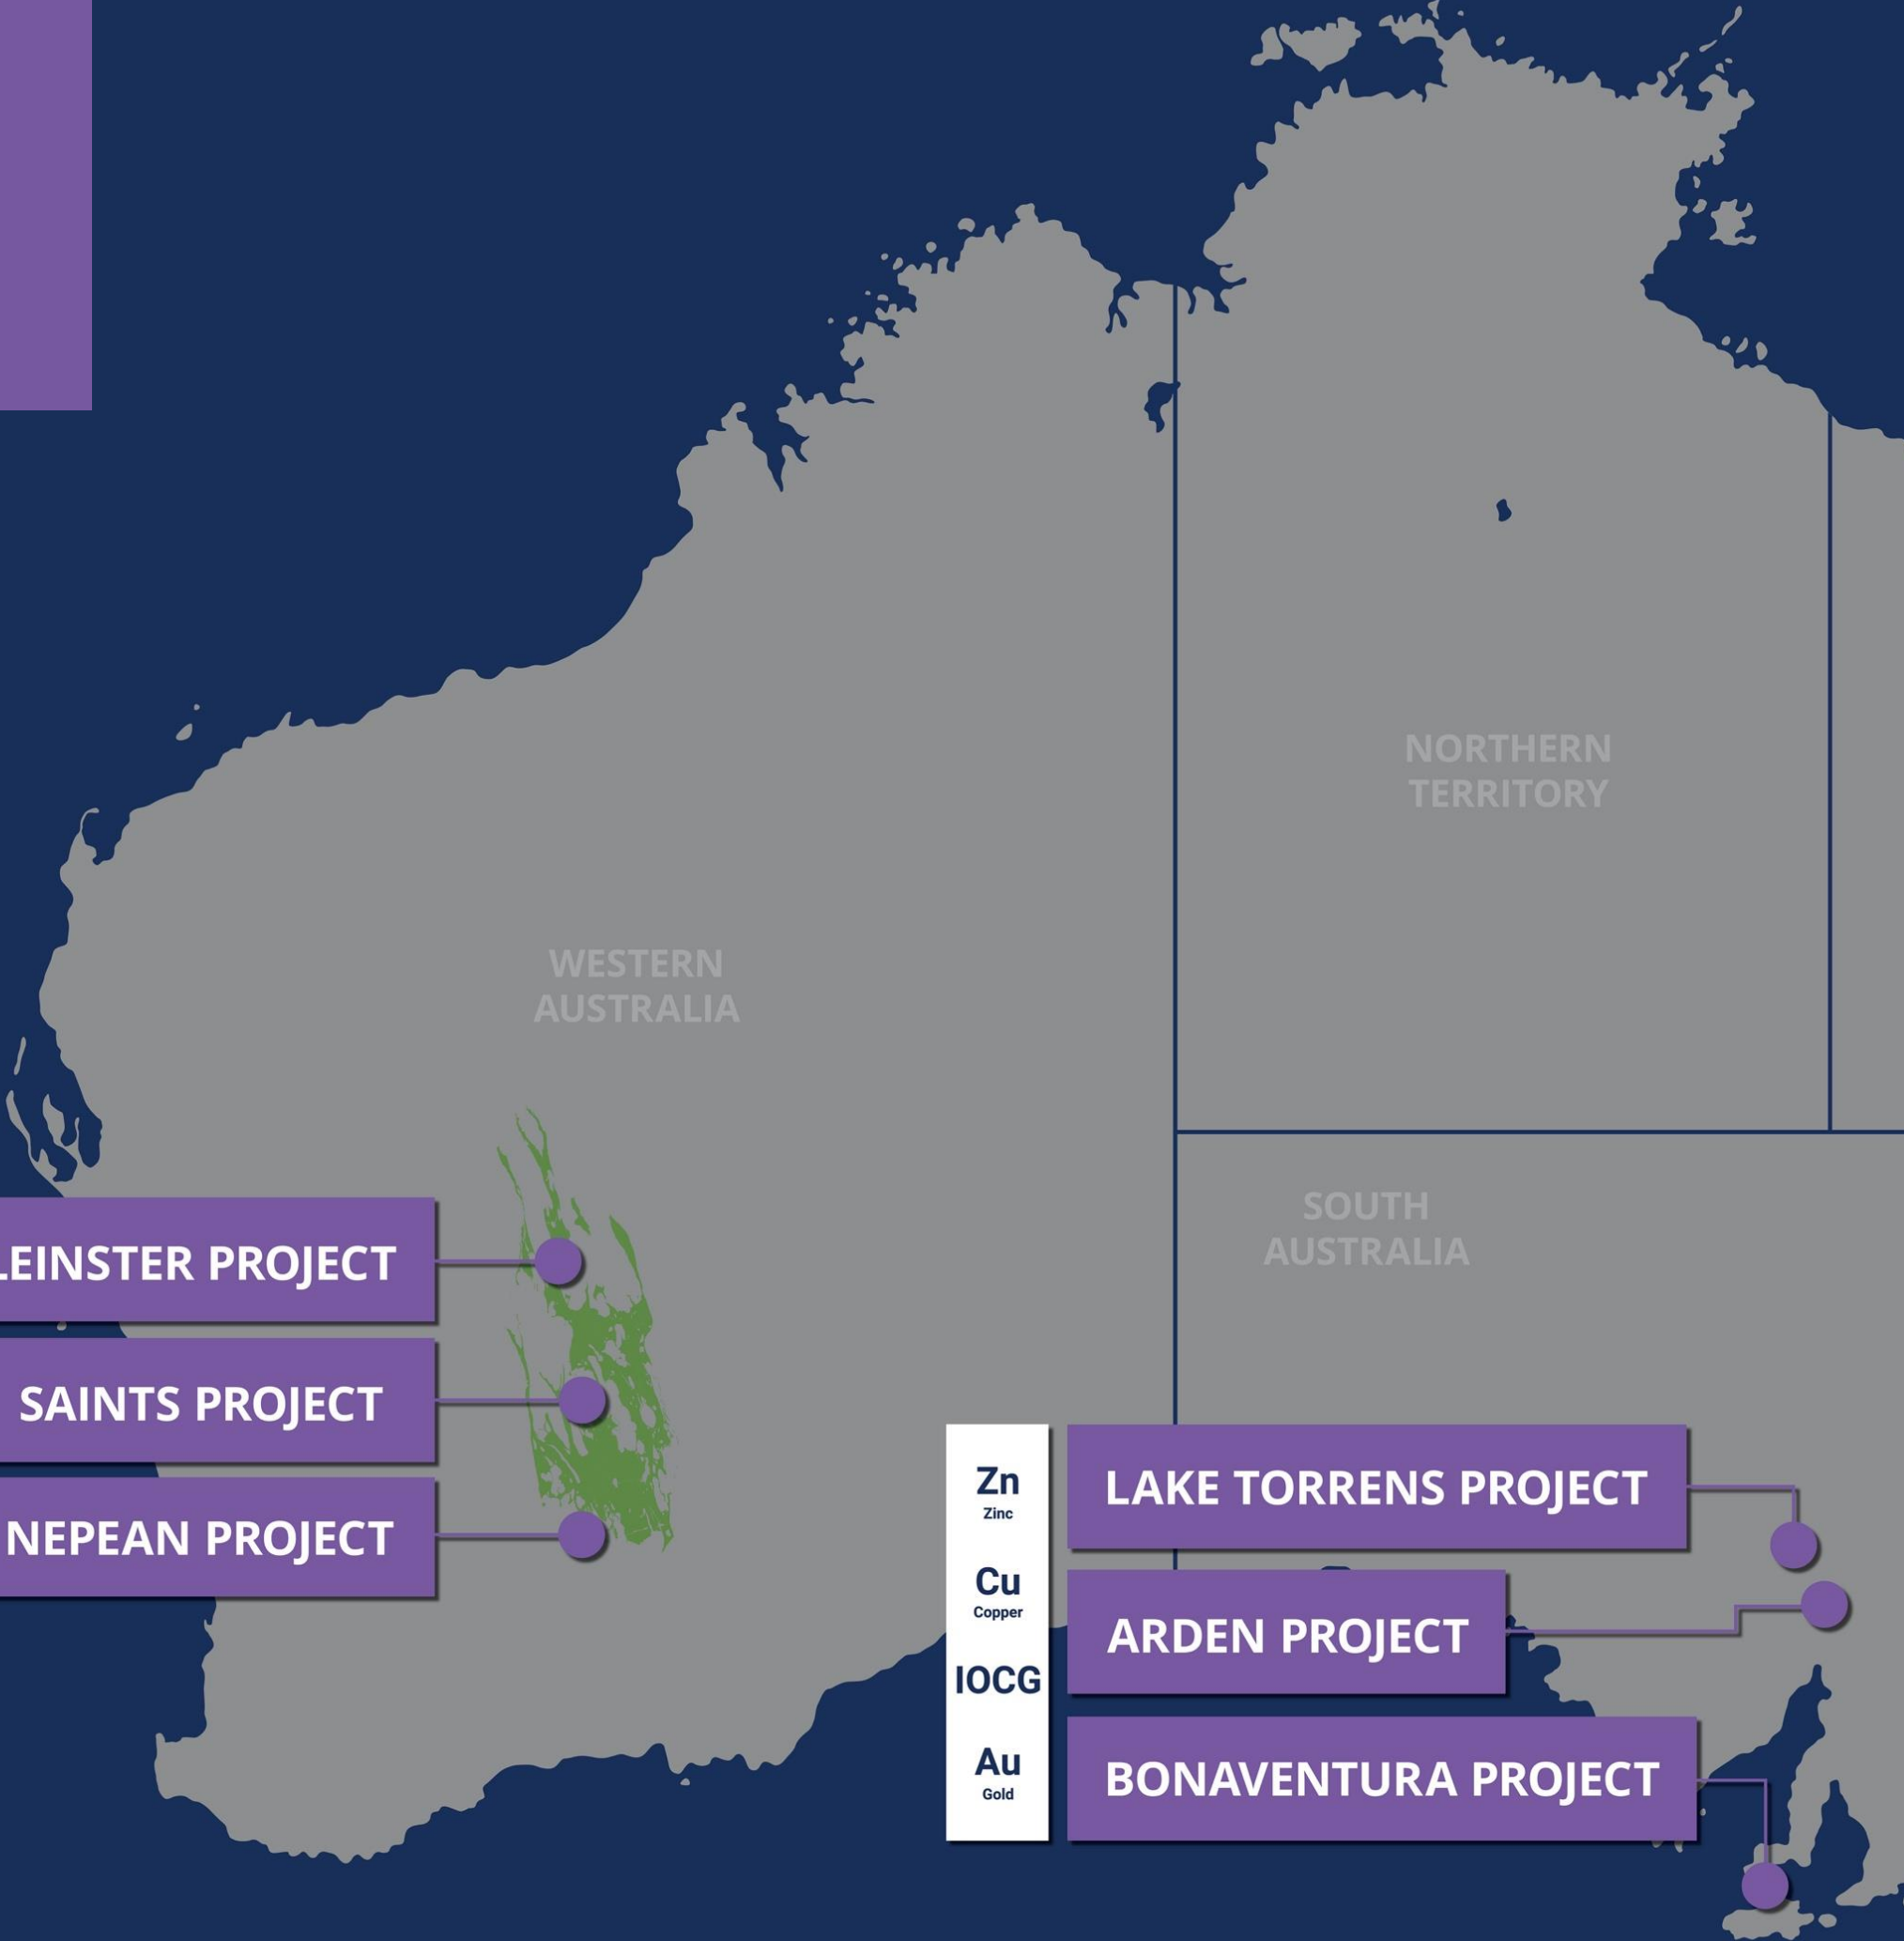 NORTHERN
TERRITORY
WESTERN
AUSTRALIA
SOUTH
AUSTRALIA
LEINSTER PROJECT
SAINTS PROJECT
NEPEAN PROJECT
Zn
Zinc
Cu
Copper
IOCG
Au
Gold
LAKE TORRENS PROJECT
ARDEN PROJECT
BONAVENTURA PROJECT